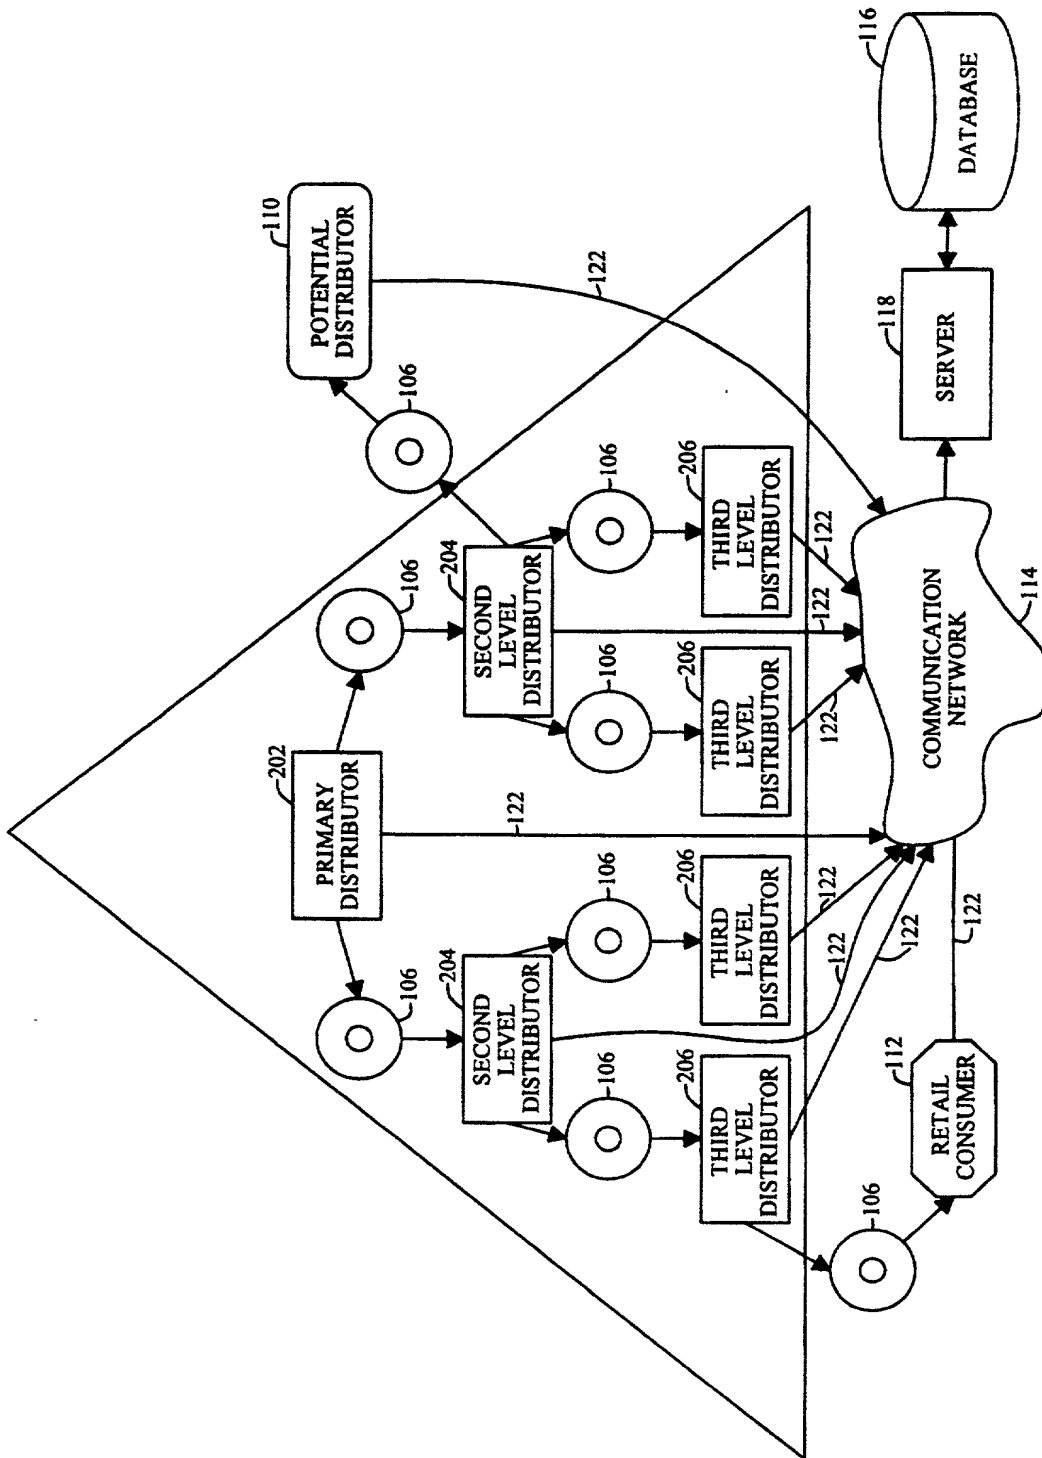 202
PRIMARY
DISTRIBUTOR
110
POTENTIAL
DISTRIBUTOR
106
106
106
122
204
SECOND
LEVEL
DISTRIBUTOR
204
SECOND
LEVEL
DISTRIBUTOR
106
106
106
106
122
206
THIRD
LEVEL
DISTRIBUTOR
206
THIRD
LEVEL
DISTRIBUTOR
206
THIRD
LEVEL
DISTRIBUTOR
206
THIRD
LEVEL
DISTRIBUTOR
122
122
122
122
122
122
106
112
RETAIL
CONSUMER
122
COMMUNICATION
NETWORK
114
118
SERVER
116
DATABASE